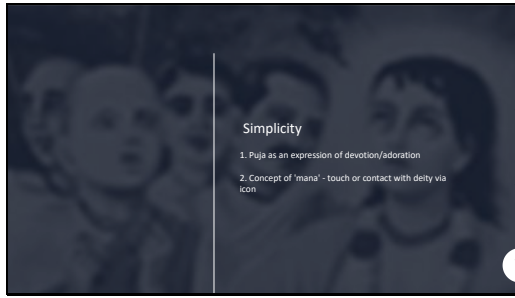 Simplicity
1. Puja as an expression of devotion/adoration
2. Concept of 'mana' - touch or contact with deity via
icon